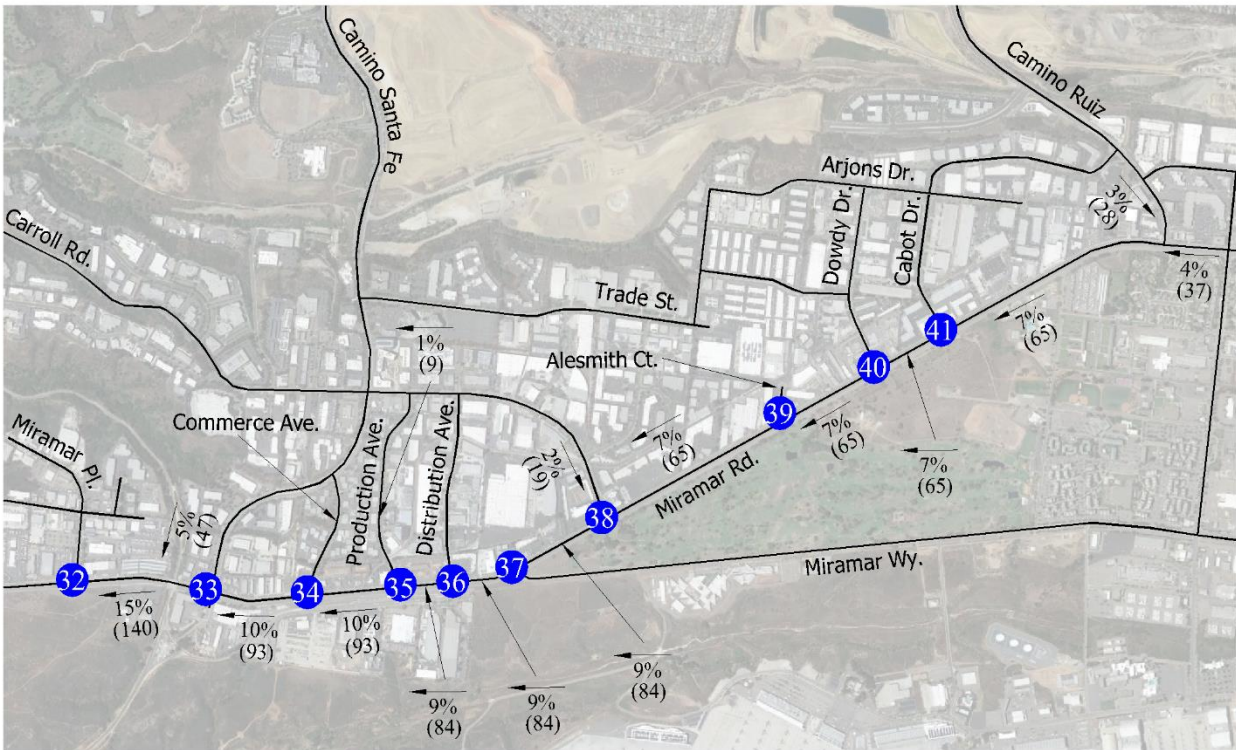 Camino Santa Fe
Camino Ruiz
Arjons Dr.
3%
(28)
Dowdy Dr.
Cabot Dr.
Carroll Rd.
4%
(37)
Trade St.
1%
(9)
7%
(65)
41
Alesmith Ct.
40
Commerce Ave.
39
7%
(65)
7%
(65)
7%
(65)
Miramar Pl.
Production Ave.
Distribution Ave.
2%
(19)
Miramar Rd.
38
5%
(47)
37
Miramar Wy.
32
33
34
35
36
15%
(140)
10%
(93)
10%
(93)
9%
(84)
9%
(84)
9%
(84)